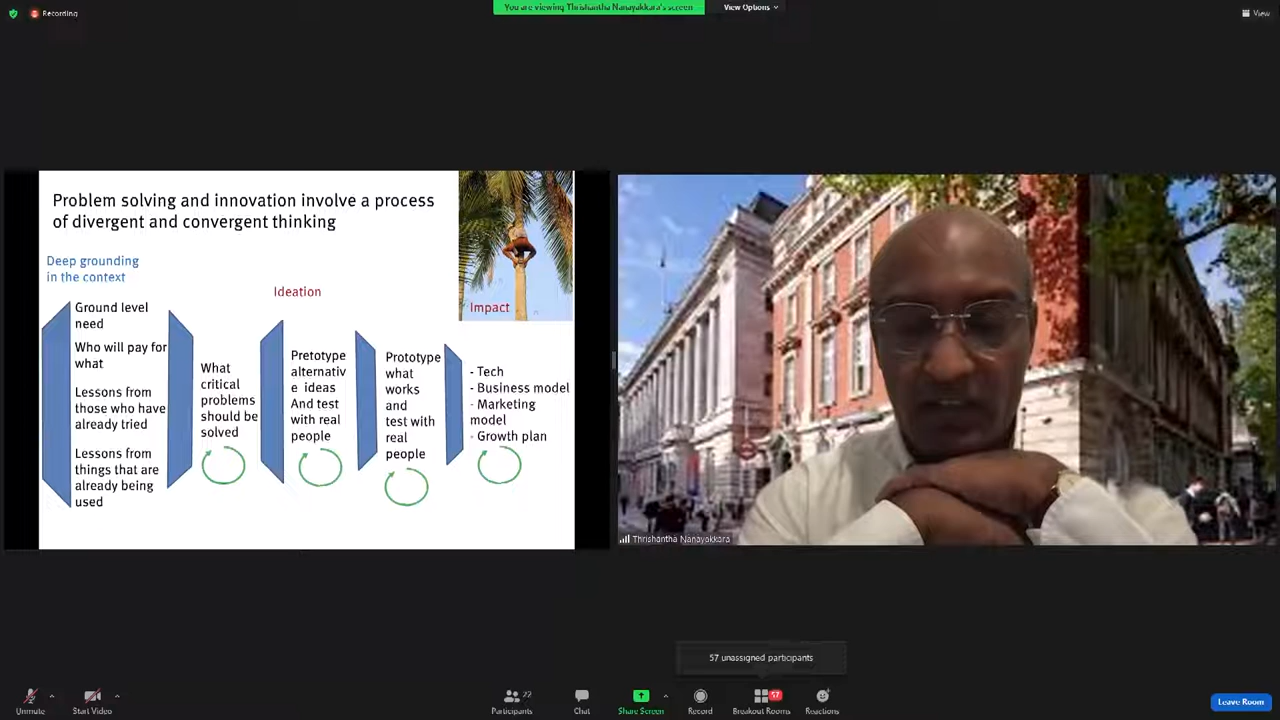 Recording
You are viewing Thrishantha Nanayakkara's screen
View Options
View
Problem solving and innovation involve a process
of divergent and convergent thinking
Deep grounding
in the context
Ideation
Impact
Ground level
need
Who will pay for
what
Lessons from
those who have
already tried
Lessons from
things that are
already being
used
What
critical
problems
should be
solved
Pretotype
alternativ
e ideas
And test
with real
people
Prototype
what
works
and
test with
real
people
- Tech
- Business model
- Marketing
model
- Growth plan
Thrishantha Nanayakkara
57 unassigned participants
Unmute
Start Video
Participants
22
Chat
Share Screen
Record
Breakout Rooms
57
Reactions
Leave Room